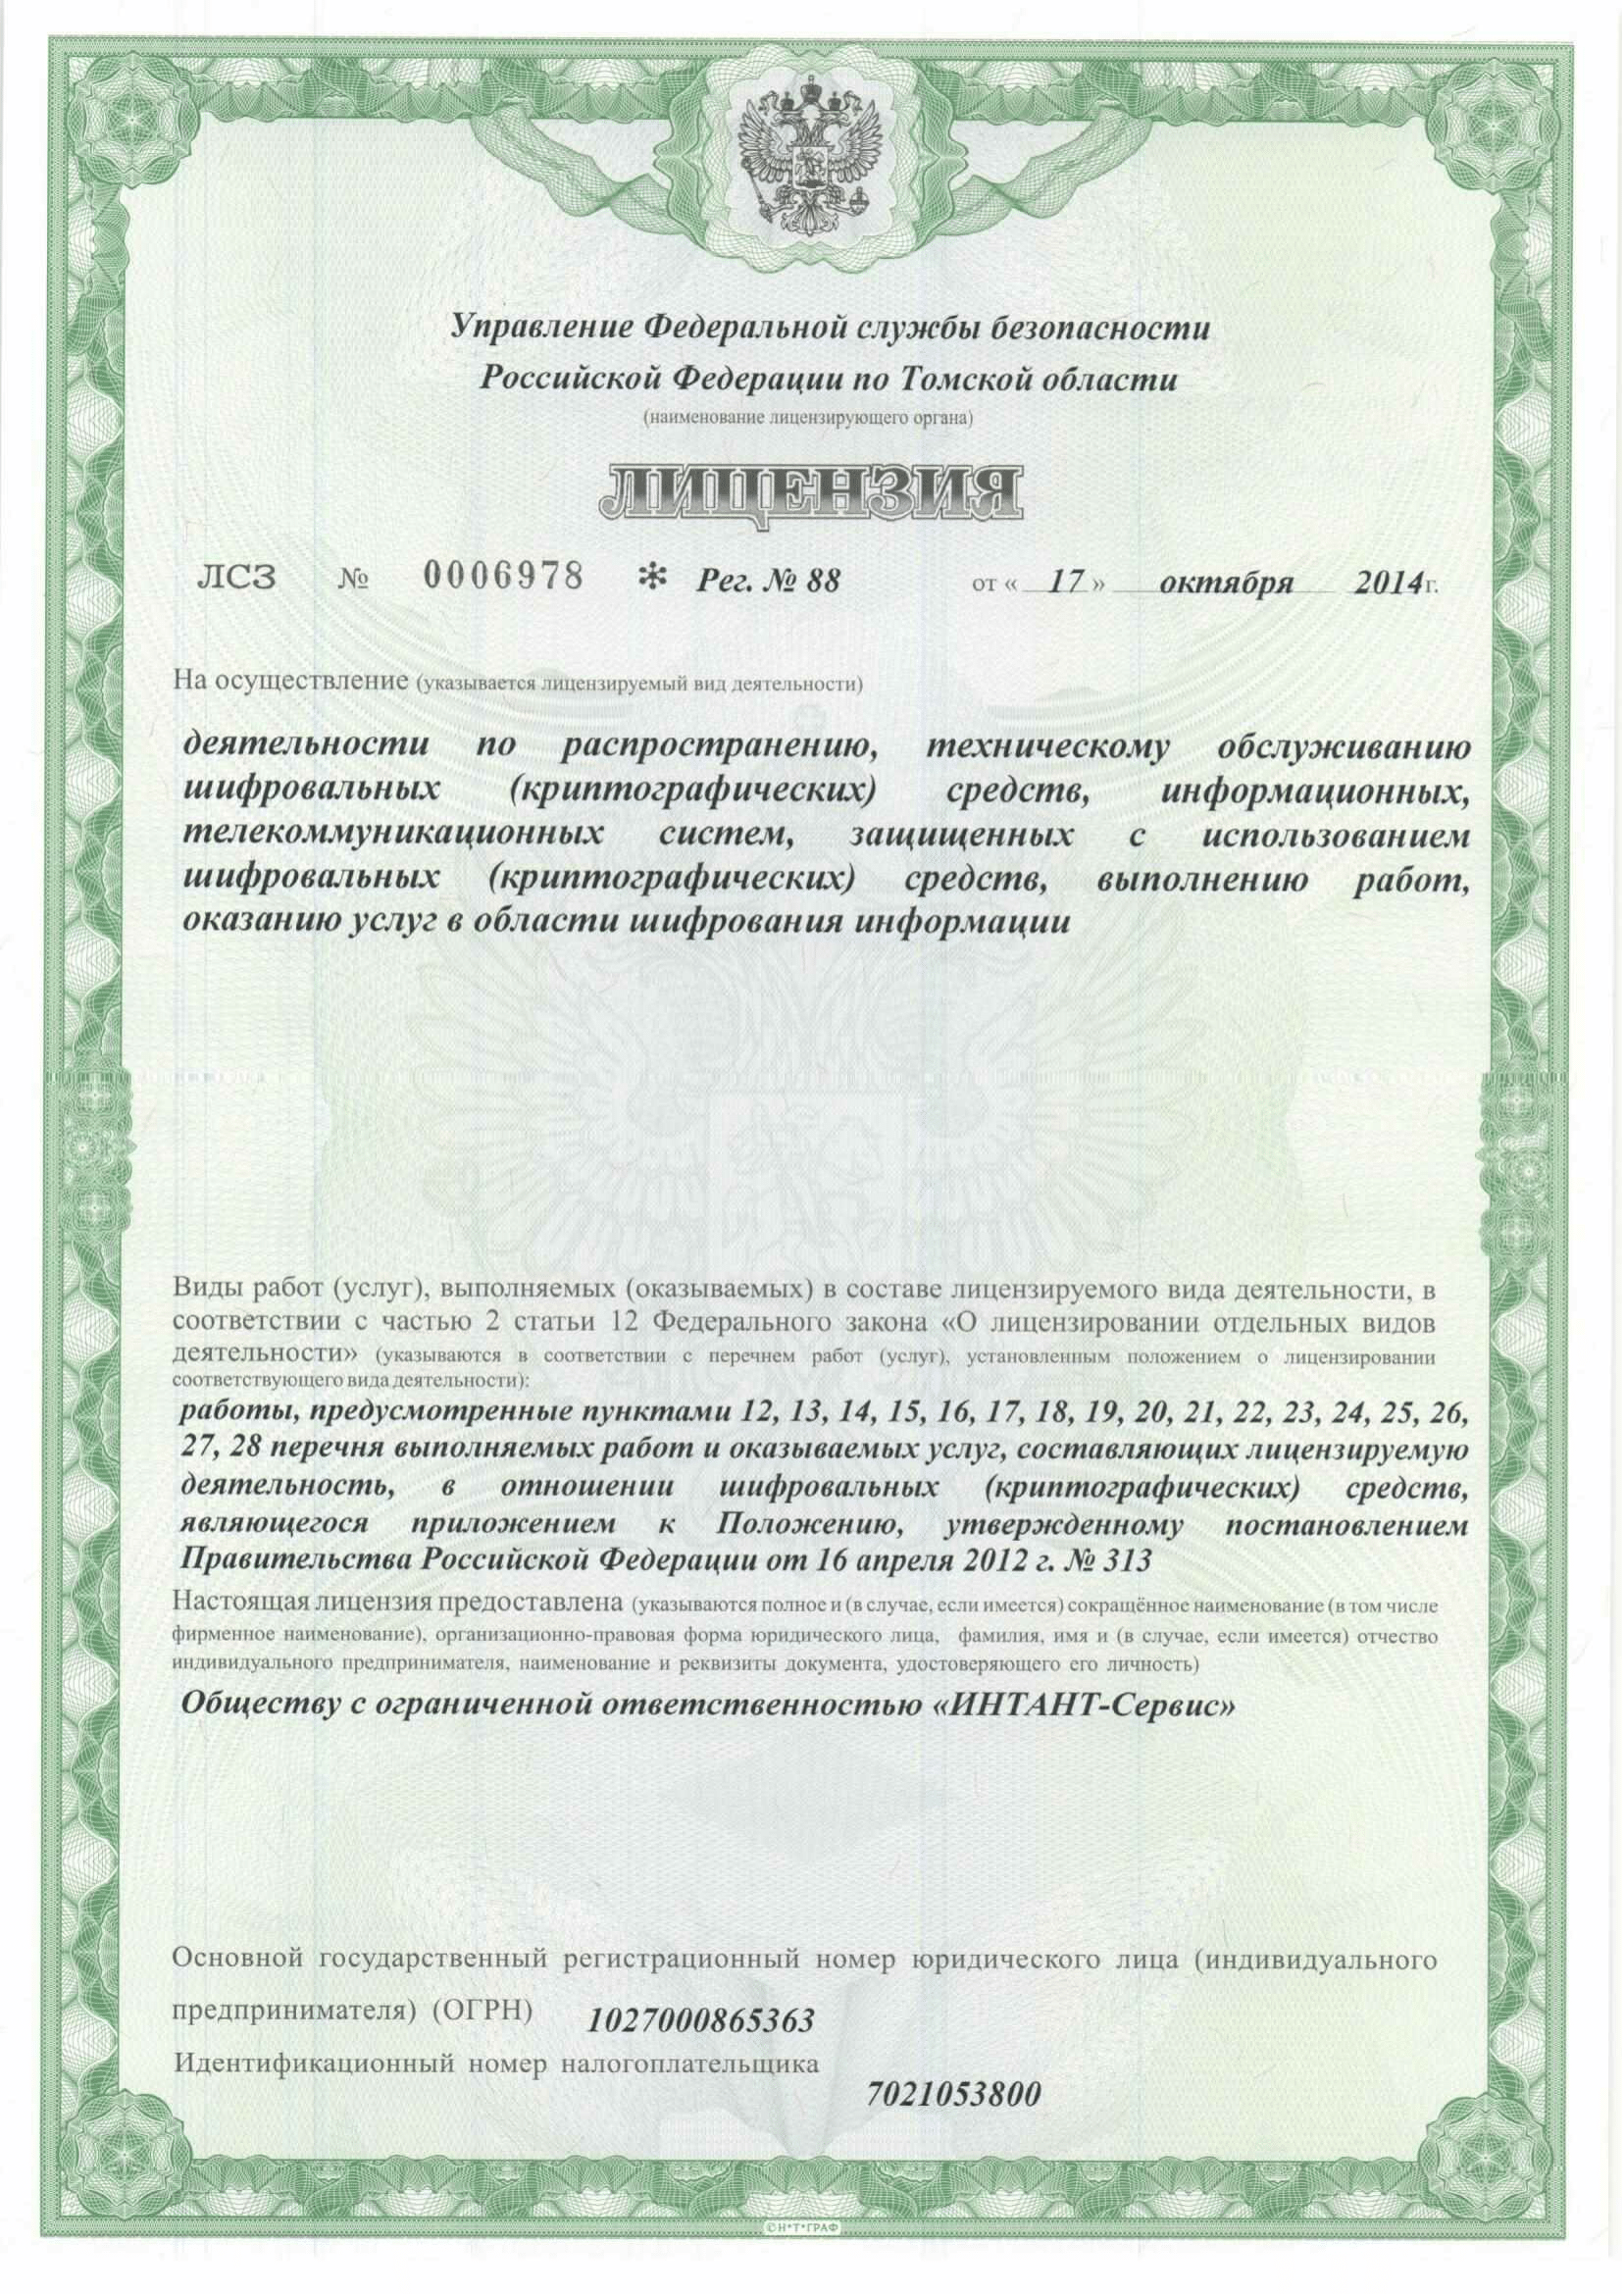 Управление Федеральной службы безопасности
Российской Федерации по Томской области
(наименование лицензирующего органа)
ЛИЦЕНЗИЯ
ЛСЗ № 0006978 * Рег. № 88 от « 17 » октября 2014г.
На осуществление (указывается лицензируемый вид деятельности)
деятельности по распространению, техническому обслуживанию
шифровальных (криптографических) средств, информационных,
телекоммуникационных систем, защищенных с использованием
шифровальных (криптографических) средств, выполнению работ,
оказанию услуг в области шифрования информации
Виды работ (услуг), выполняемых (оказываемых) в составе лицензируемого вида деятельности, в
соответствии с частью 2 статьи 12 Федерального закона «О лицензировании отдельных видов
деятельности» (указываются в соответствии с перечнем работ (услуг), установленным положением о лицензировании
соответствующего вида деятельности):
работы, предусмотренные пунктами 12, 13, 14, 15, 16, 17, 18, 19, 20, 21, 22, 23, 24, 25, 26,
27, 28 перечня выполняемых работ и оказываемых услуг, составляющих лицензируемую
деятельность, в отношении шифровальных (криптографических) средств,
являющегося приложением к Положению, утвержденному постановлением
Правительства Российской Федерации от 16 апреля 2012 г. № 313
Настоящая лицензия предоставлена (указываются полное и (в случае, если имеется) сокращённое наименование (в том числе
фирменное наименование), организационно-правовая форма юридического лица, фамилия, имя и (в случае, если имеется) отчество
индивидуального предпринимателя, наименование и реквизиты документа, удостоверяющего его личность)
Обществу с ограниченной ответственностью «ИНТАНТ-Сервис»
Основной государственный регистрационный номер юридического лица (индивидуального
предпринимателя) (ОГРН) 1027000865363
Идентификационный номер налогоплательщика
7021053800
©Н*Т*ГРАФ